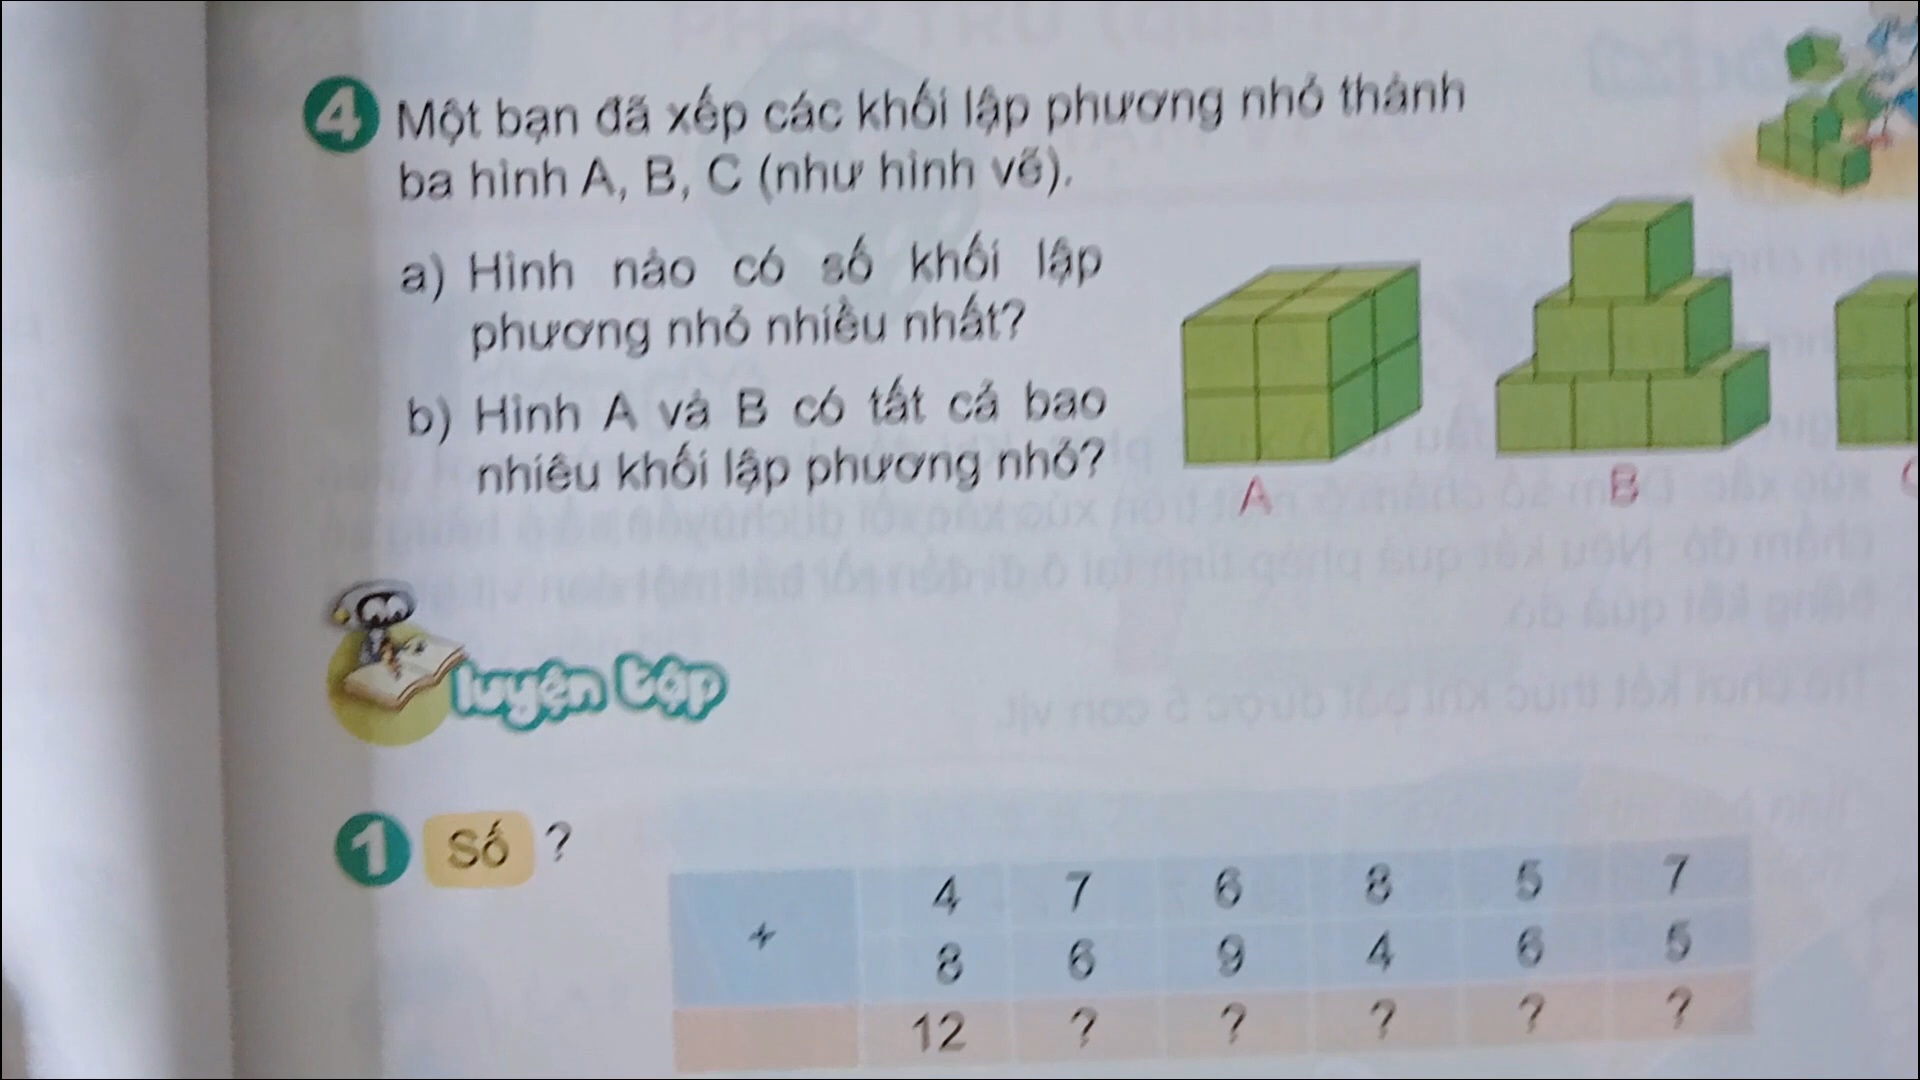 4 Một bạn đã xếp các khối lập phương nhỏ thành
ba hình A, B, C (như hình vẽ).
a) Hình nào có số khối lập
phương nhỏ nhiều nhất?
b) Hình A và B có tất cả bao
nhiêu khối lập phương nhỏ?
A B
luyện tập
1 Số ?
4 7 6 8 5 7
+
8 6 9 4 6 5
12 ? ? ? ? ?